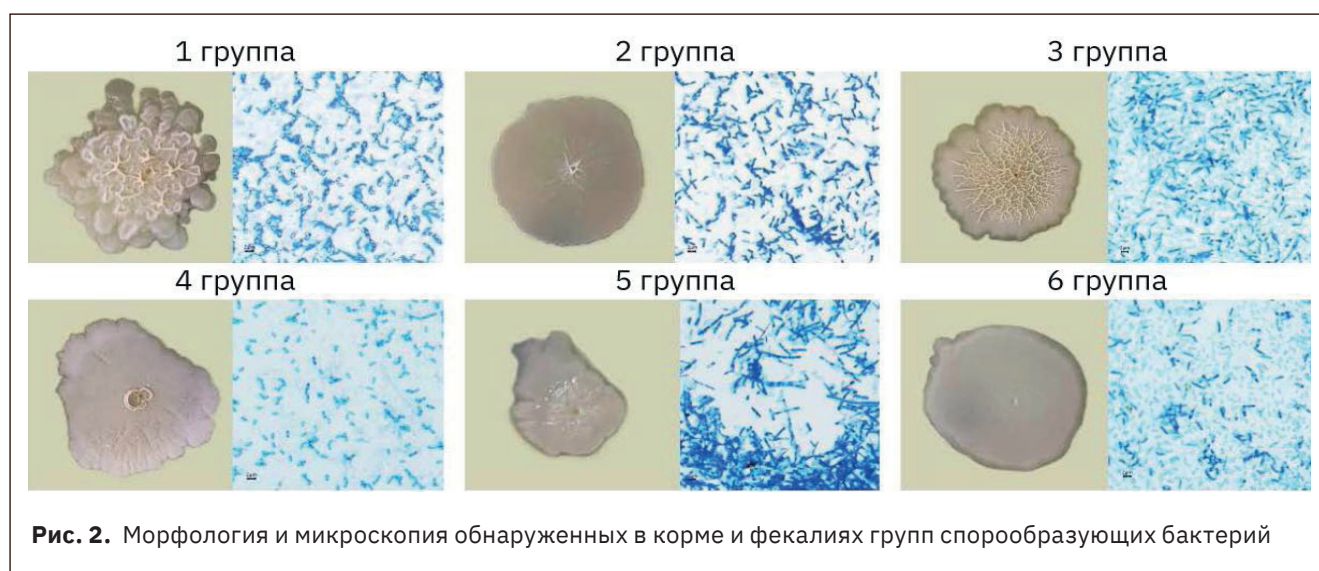 1 группа 2 группа 3 группа
4 группа 5 группа 6 группа
Рис. 2. Морфология и микроскопия обнаруженных в корме и фекалиях групп спорообразующих бактерий